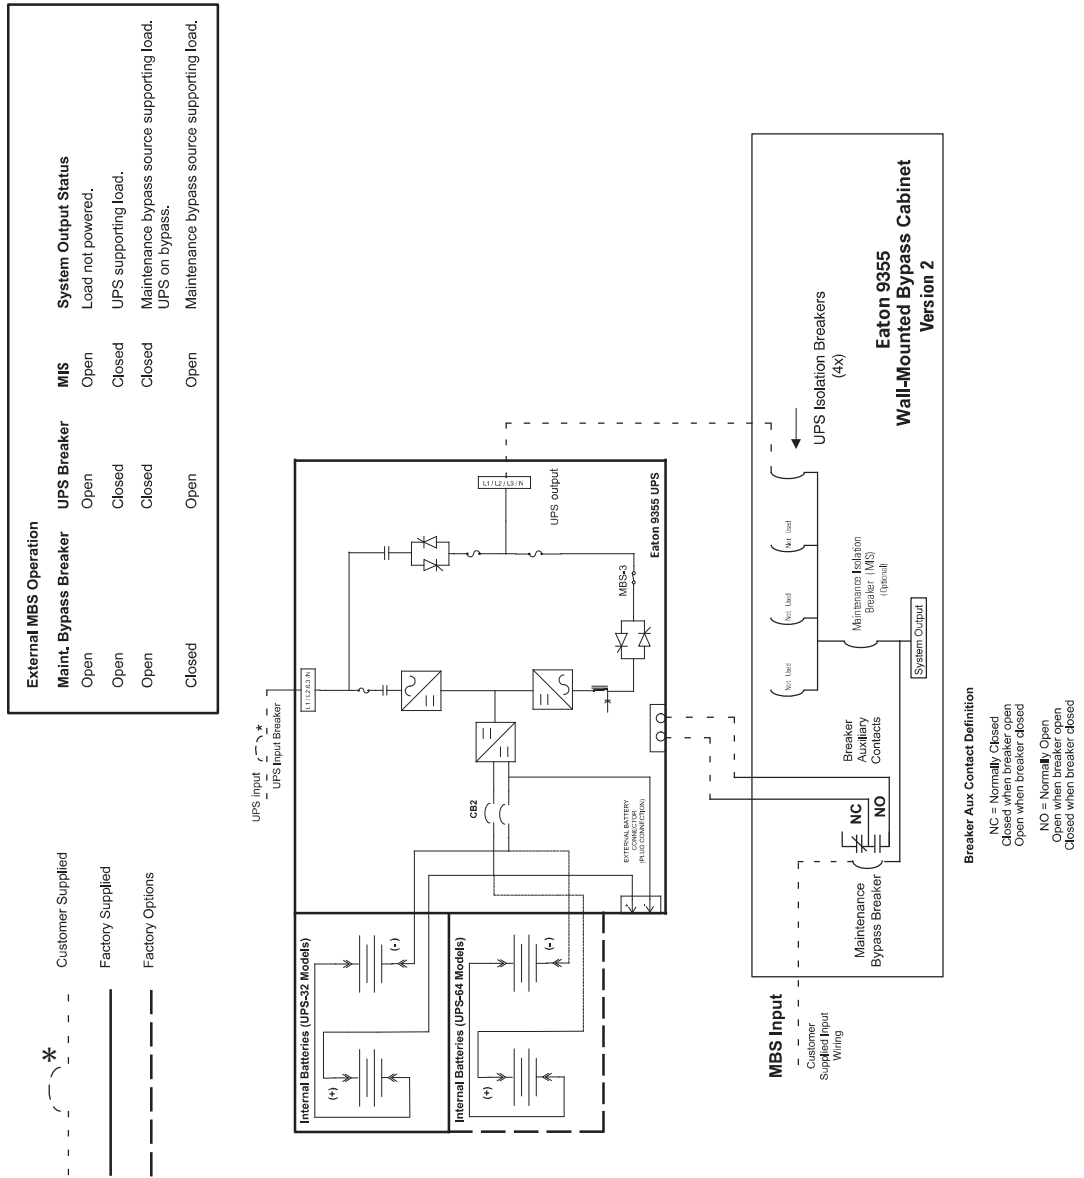 External MBS Operation
Maint. Bypass Breaker UPS Breaker MIS System Output Status
Open Open Open Load not powered.
Open Closed Closed UPS supporting load.
Open Closed Closed Maintenance bypass source supporting load.
UPS on bypass.
Closed Open Open Maintenance bypass source supporting load.
* Customer Supplied
Factory Supplied
Factory Options
UPS input
*
UPS Input Breaker
L1 / L2 /L3 /N
UPS output
L1 / L2 / L3 / N
MBS-3
*
CB2
EXTERNAL BATTERY
CONNECTOR
(PLUG CONNECTION)
+
-
Eaton 9355 UPS
Internal Batteries (UPS-32 Models)
(+)
(-)
Internal Batteries (UPS-64 Models)
(+)
(-)
Eaton 9355
Wall-Mounted Bypass Cabinet
Version 2
UPS Isolation Breakers
(4x)
Not Used
Not Used
Not Used
Maintenance Isolation
Breaker (MIS)
(Optional)
System Output
Breaker
Auxiliary
Contacts
NC
NO
Maintenance
Bypass Breaker
MBS Input
Customer
Supplied Input
Wiring
Breaker Aux Contact Definition
NC = Normally Closed
Closed when breaker open
Open when breaker closed
NO = Normally Open
Open when breaker open
Closed when breaker closed